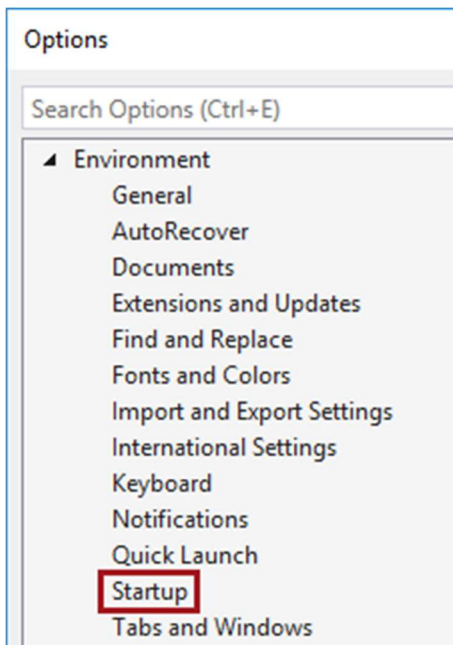 Options
Search Options (Ctrl+E)
Environment
General
AutoRecover
Documents
Extensions and Updates
Find and Replace
Fonts and Colors
Import and Export Settings
International Settings
Keyboard
Notifications
Quick Launch
Startup
Tabs and Windows